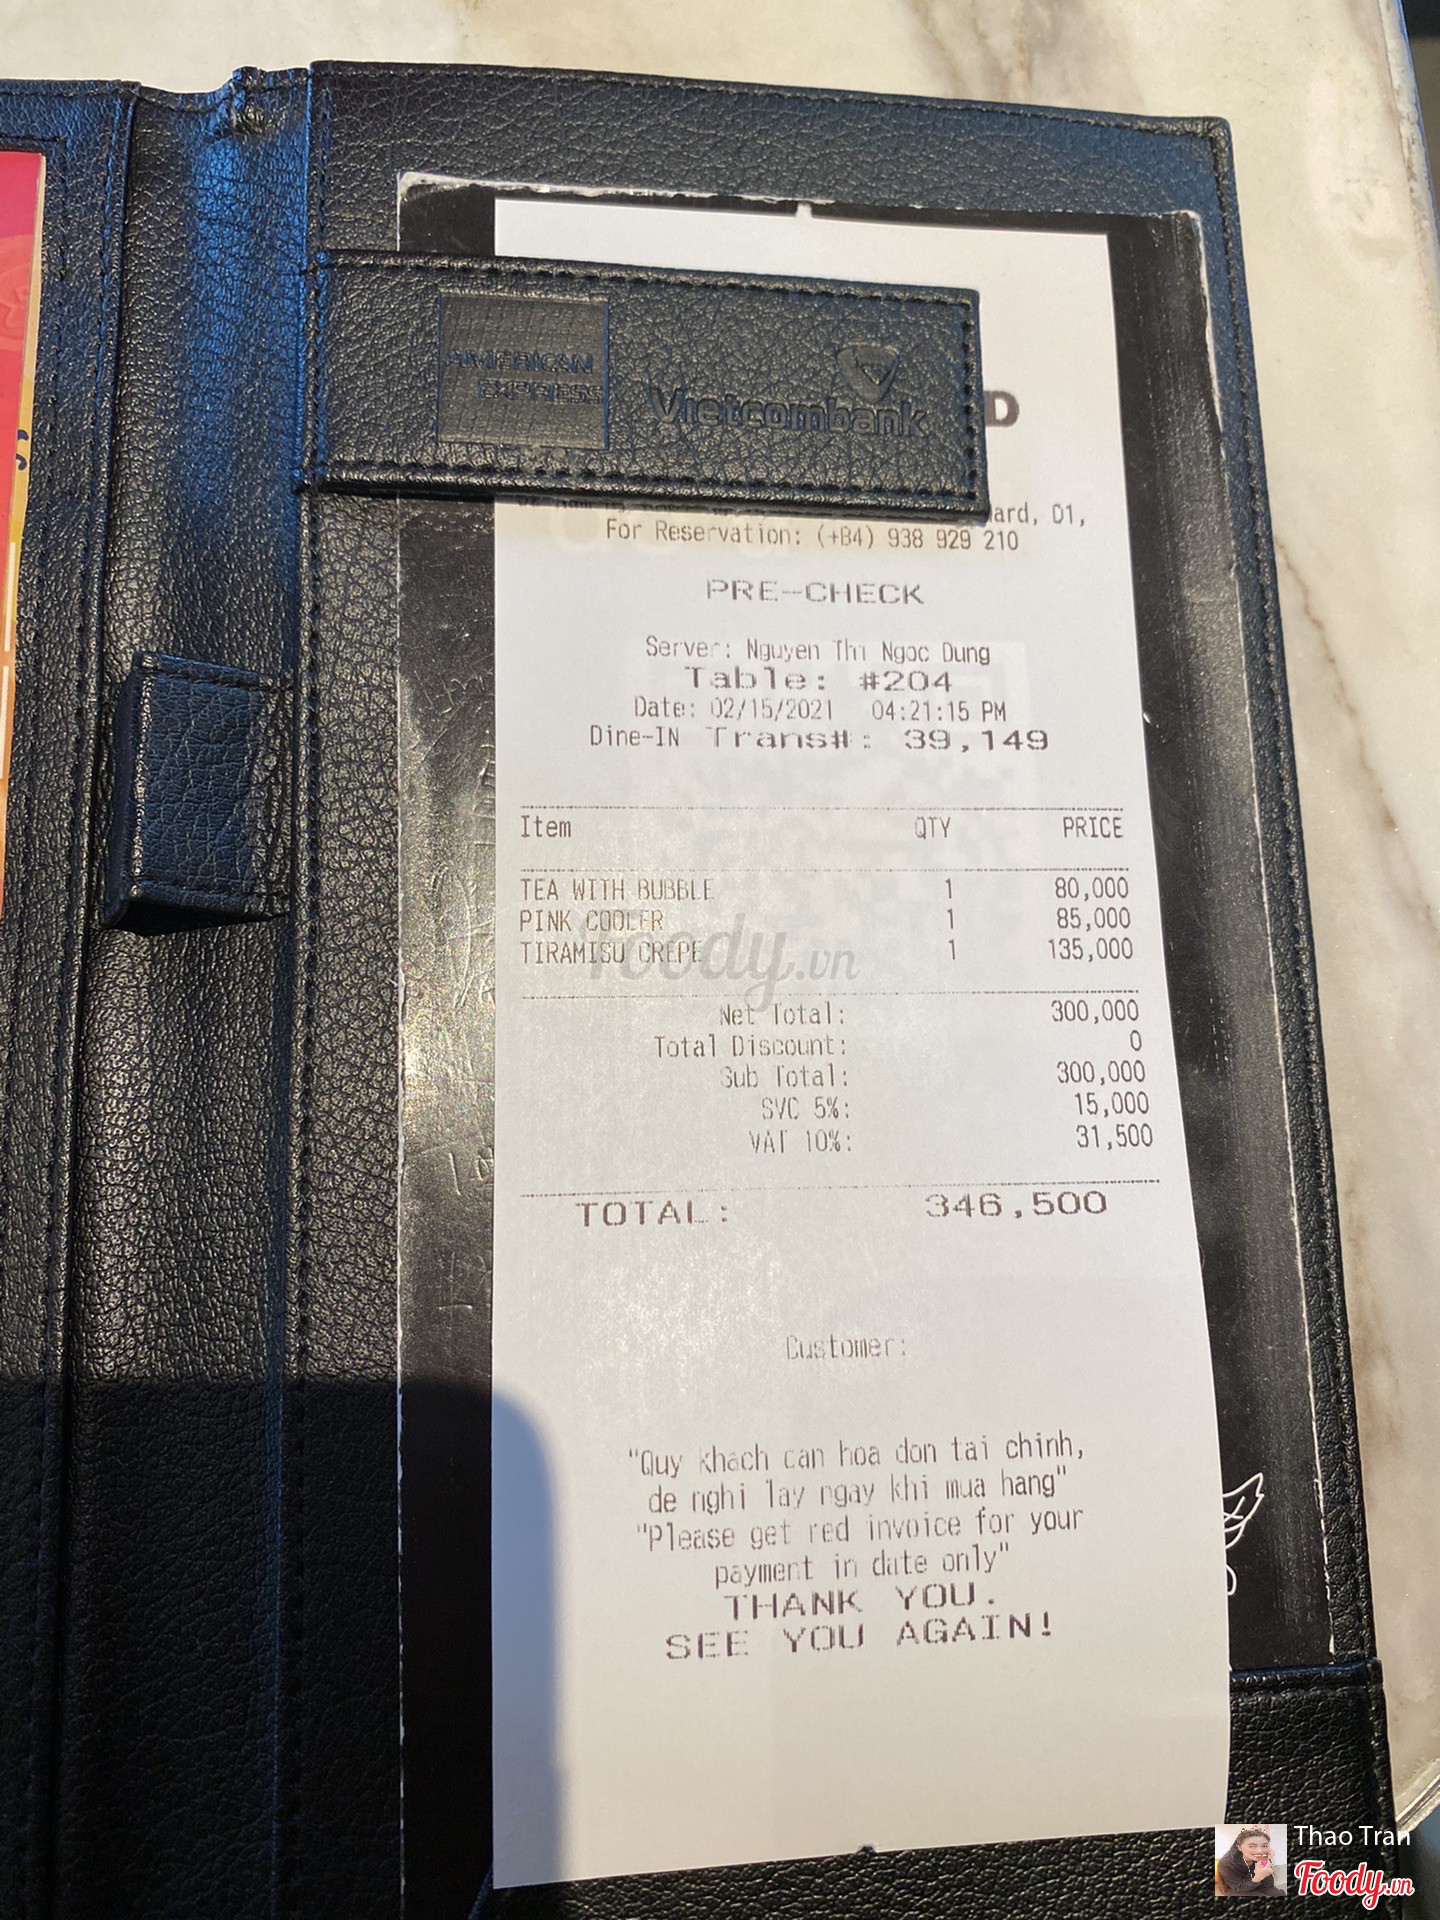 AMERICAN
EXPRESS
Vietcombank
D
ard, D1,
For Reservation: (+84) 938 929 210
PRE-CHECK
Server: Nguyen Thi Ngoc Dung
Table: #204
Date: 02/15/2021 04:21:15 PM
Dine-IN Trans#: 39,149
Item QTY PRICE
TEA WITH BUBBLE 1 80,000
PINK COOLER 1 85,000
TIRAMISU CREPE 1 135,000
foody.vn
Net Total: 300,000
Total Discount: 0
Sub Total: 300,000
SVC 5%: 15,000
VAT 10%: 31,500
TOTAL: 346,500
Customer:
"Quy khach can hoa don tai chinh,
de nghi lay ngay khi mua hang"
"Please get red invoice for your
payment in date only"
THANK YOU.
SEE YOU AGAIN!
Thao Tran
Foody.vn